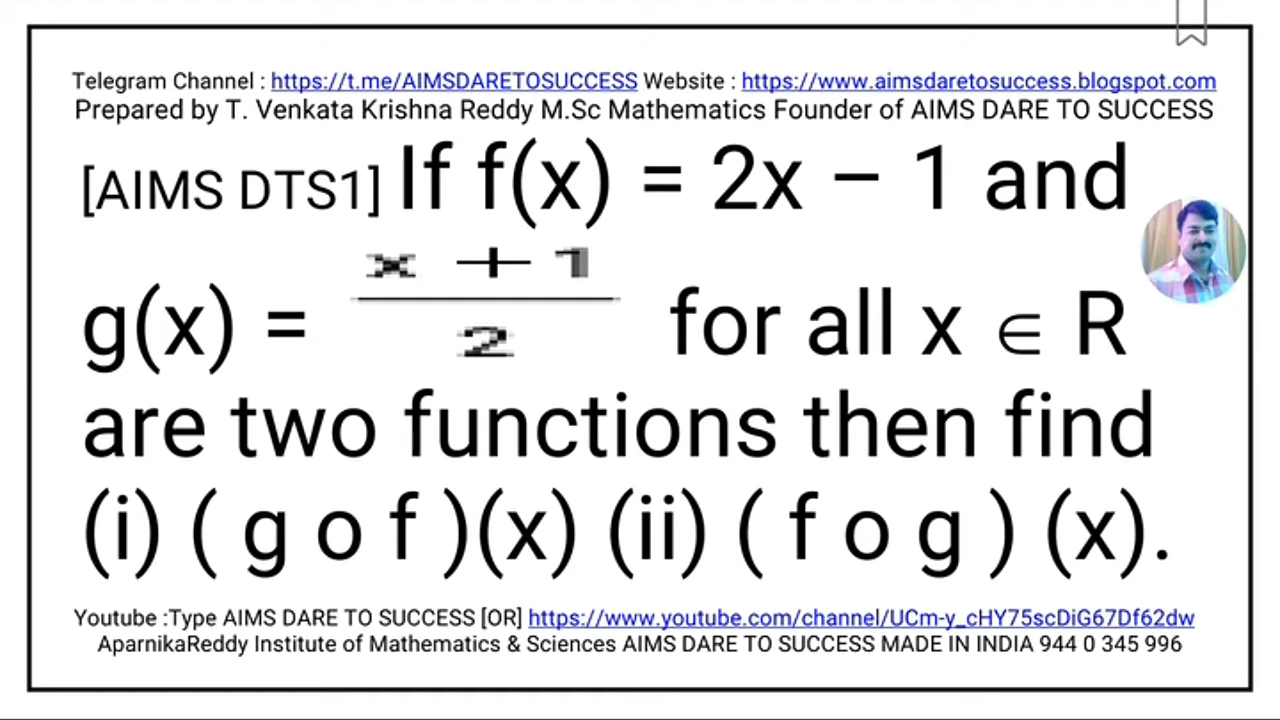 Telegram Channel : https://t.me/AIMSDARETOSUCCESS Website : https://www.aimsdaretosuccess.blogspot.com
Prepared by T. Venkata Krishna Reddy M.Sc Mathematics Founder of AIMS DARE TO SUCCESS
[AIMS DTS1] If f(x) = 2x – 1 and
x + 1
g(x) = for all x ∈ R
2
are two functions then find
(i) ( g o f )(x) (ii) ( f o g ) (x).
Youtube :Type AIMS DARE TO SUCCESS [OR] https://www.youtube.com/channel/UCm-y_cHY75scDiG67Df62dw
AparnikaReddy Institute of Mathematics & Sciences AIMS DARE TO SUCCESS MADE IN INDIA 944 0 345 996